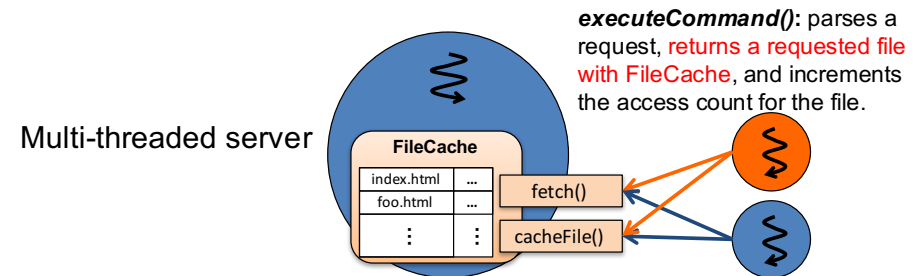 executeCommand(): parses a
request, returns a requested file
with FileCache, and increments
the access count for the file.
Multi-threaded server
FileCache
index.html ...
foo.html ...
⋮ ⋮
fetch()
cacheFile()